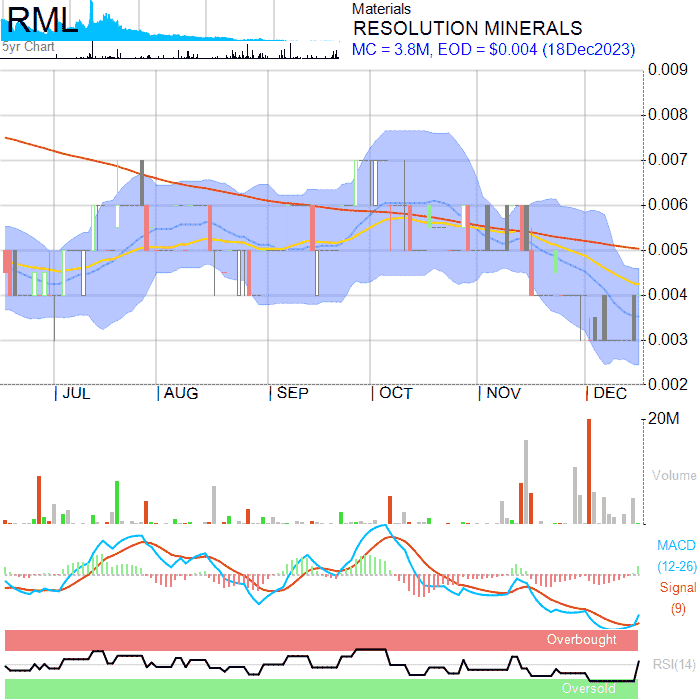 RML
5yr Chart
Materials
RESOLUTION MINERALS
MC = 3.8M, EOD = $0.004 (18Dec2023)
0.009
0.008
0.007
0.006
0.005
0.004
0.003
0.002
JUL AUG SEP OCT NOV DEC
20M
Volume
MACD
(12-26)
Signal
(9)
Overbought
RSI(14)
Oversold